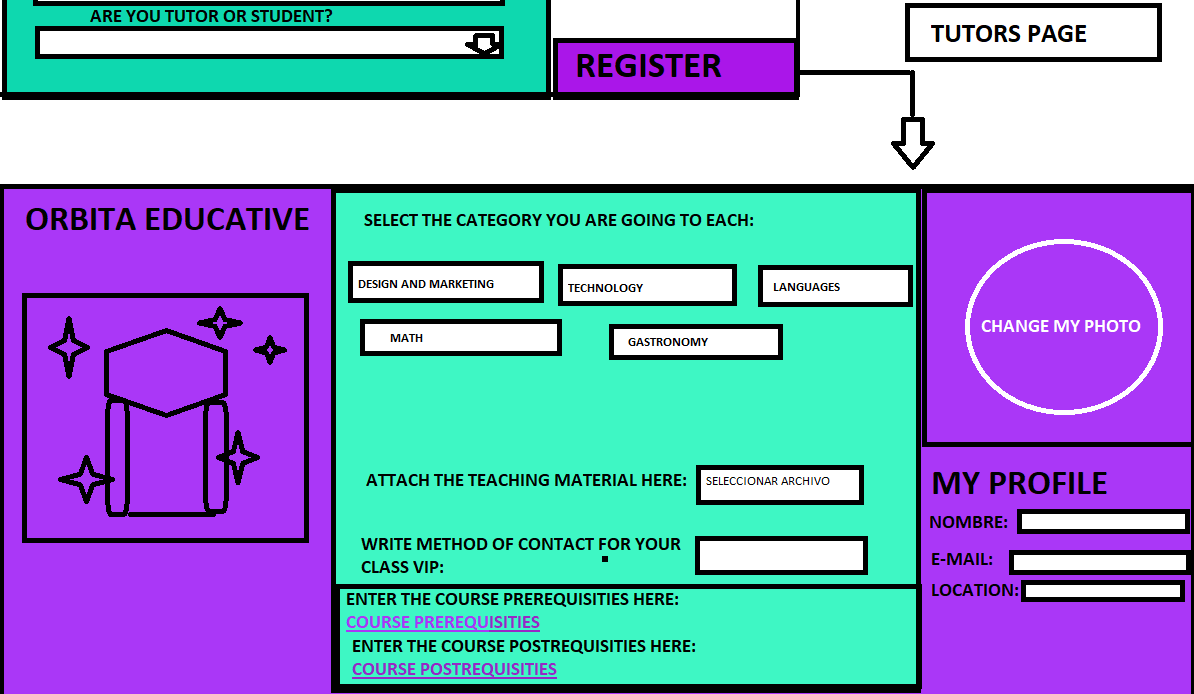 ARE YOU TUTOR OR STUDENT?
REGISTER
TUTORS PAGE
ORBITA EDUCATIVE
SELECT THE CATEGORY YOU ARE GOING TO EACH:
DESIGN AND MARKETING
TECHNOLOGY
LANGUAGES
MATH
GASTRONOMY
ATTACH THE TEACHING MATERIAL HERE:
SELECCIONAR ARCHIVO
WRITE METHOD OF CONTACT FOR YOUR
CLASS VIP:
ENTER THE COURSE PREREQUISITIES HERE:
COURSE PREREQUISITIES
ENTER THE COURSE POSTREQUISITIES HERE:
COURSE POSTREQUISITIES
CHANGE MY PHOTO
MY PROFILE
NOMBRE:
E-MAIL:
LOCATION: